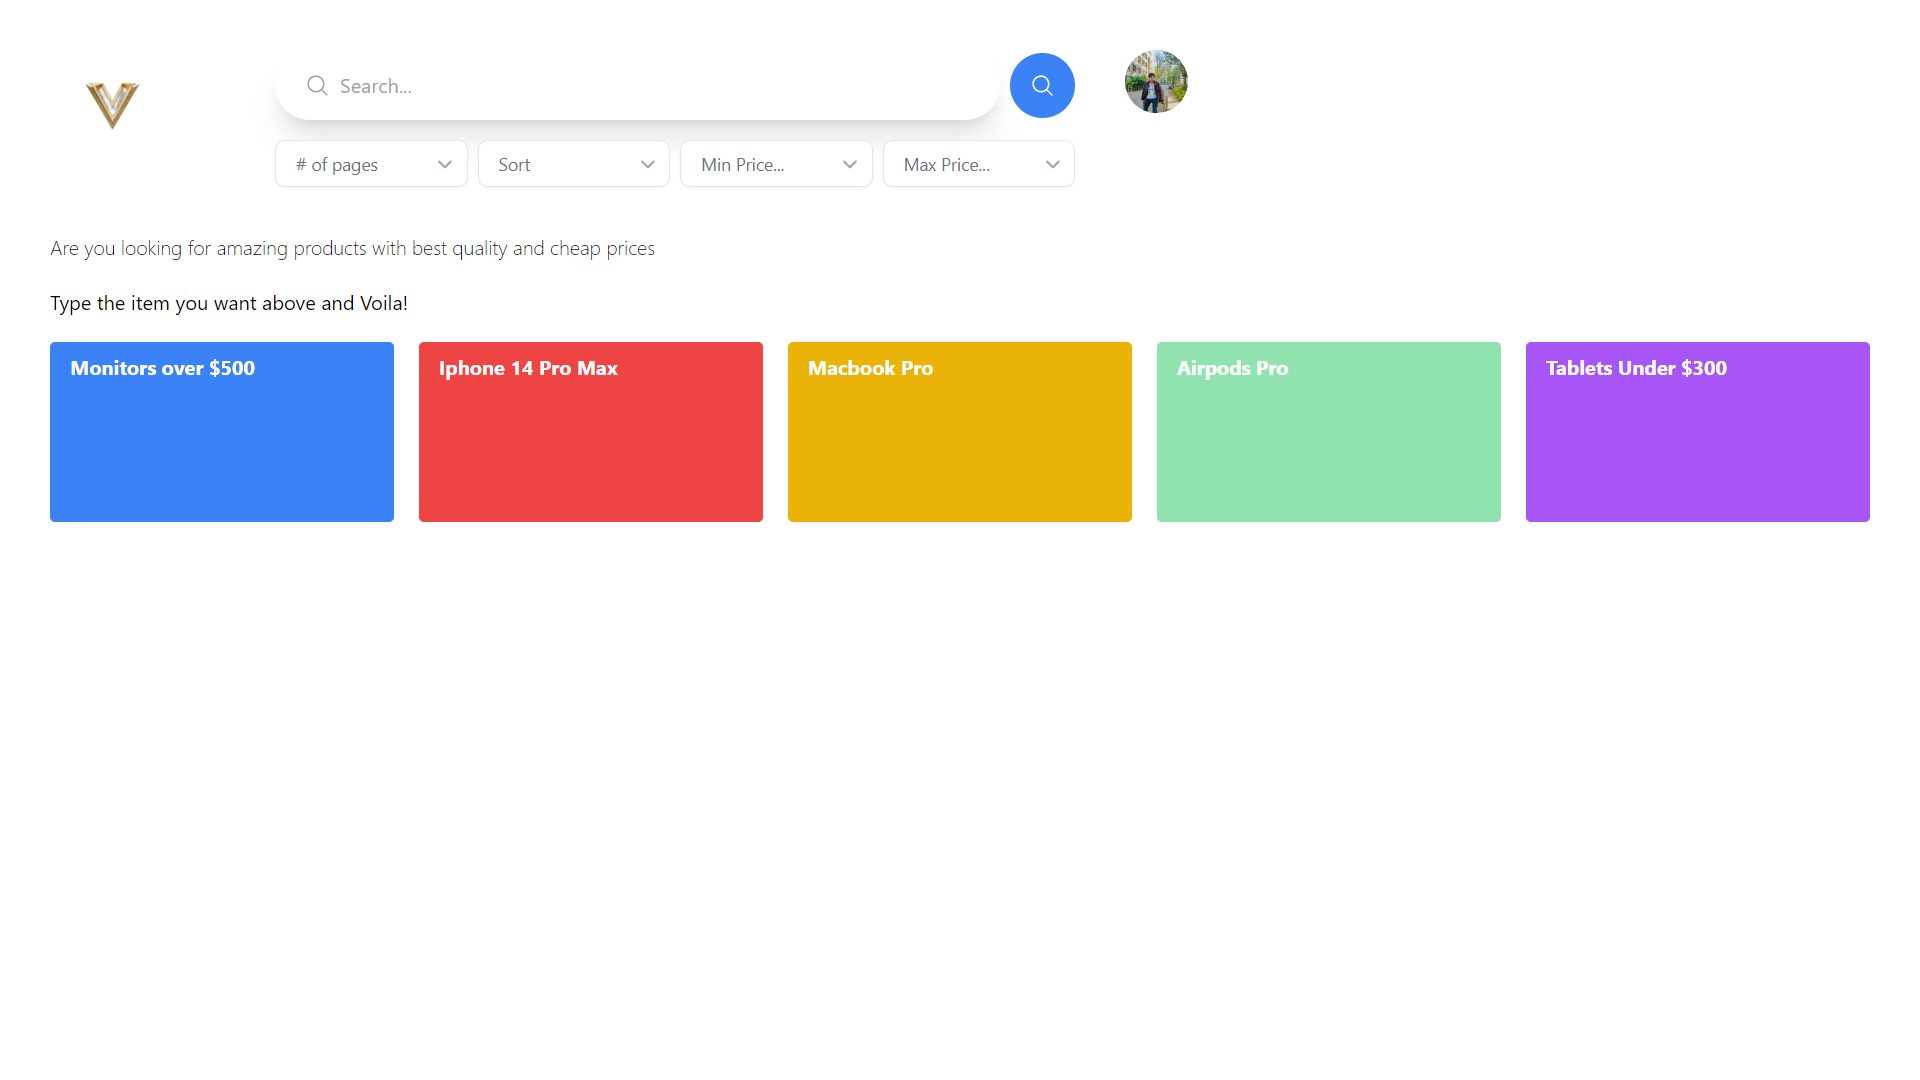 V
Search...
# of pages
Sort
Min Price...
Max Price...
Are you looking for amazing products with best quality and cheap prices
Type the item you want above and Voila!
Monitors over $500
Iphone 14 Pro Max
Macbook Pro
Airpods Pro
Tablets Under $300